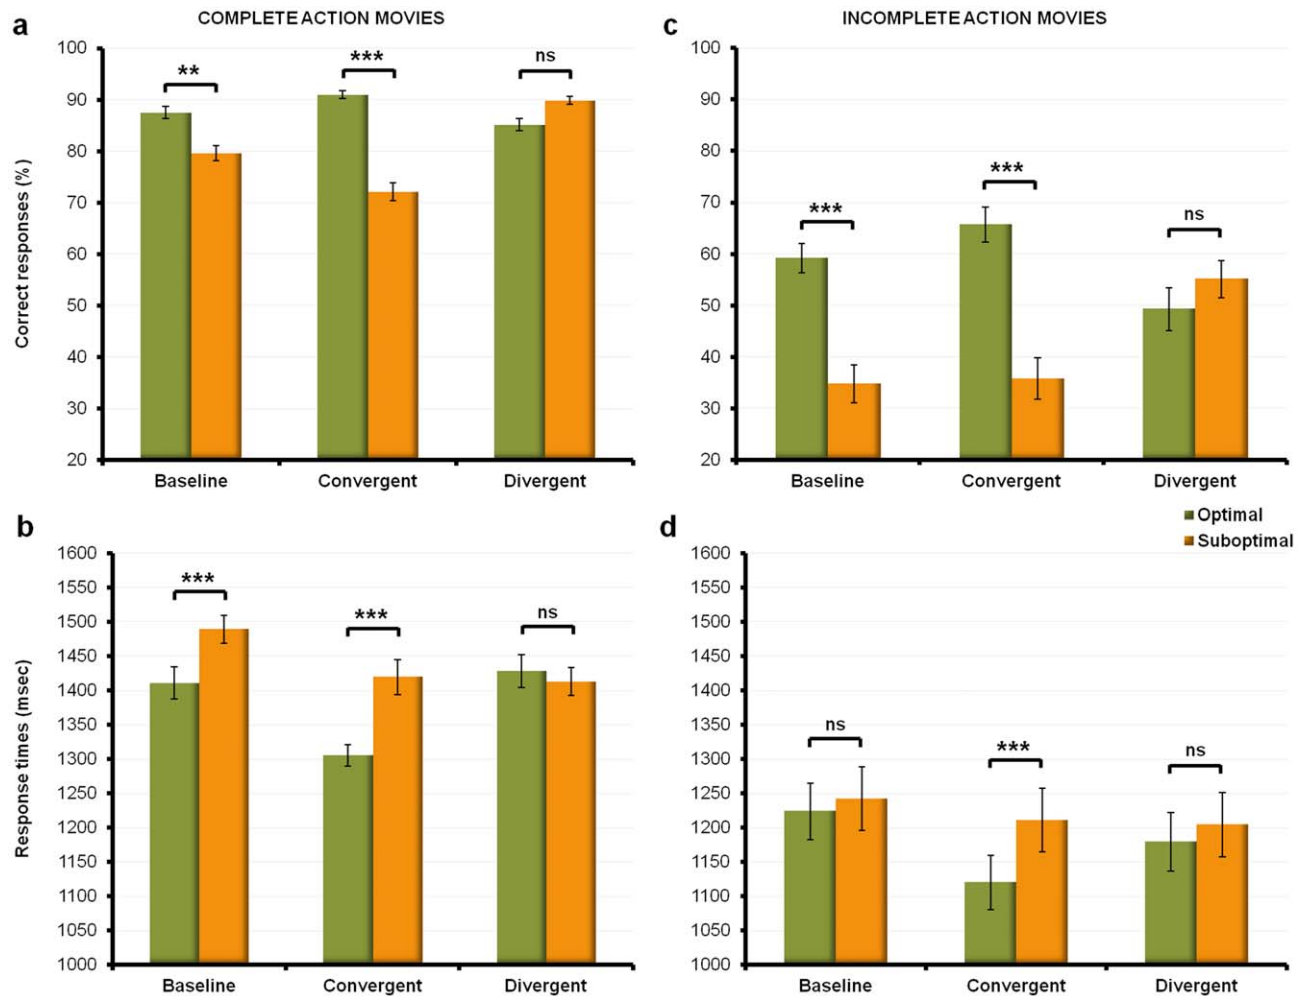 COMPLETE ACTION MOVIES
a
Correct responses (%)
100
90
80
70
60
50
40
30
20
**
***
ns
Baseline Convergent Divergent
INCOMPLETE ACTION MOVIES
c
100
90
80
70
60
50
40
30
20
***
***
ns
Baseline Convergent Divergent
Optimal
Suboptimal
b
Response times (msec)
1600
1550
1500
1450
1400
1350
1300
1250
1200
1150
1100
1050
1000
***
***
ns
Baseline Convergent Divergent
d
1600
1550
1500
1450
1400
1350
1300
1250
1200
1150
1100
1050
1000
ns
***
ns
Baseline Convergent Divergent